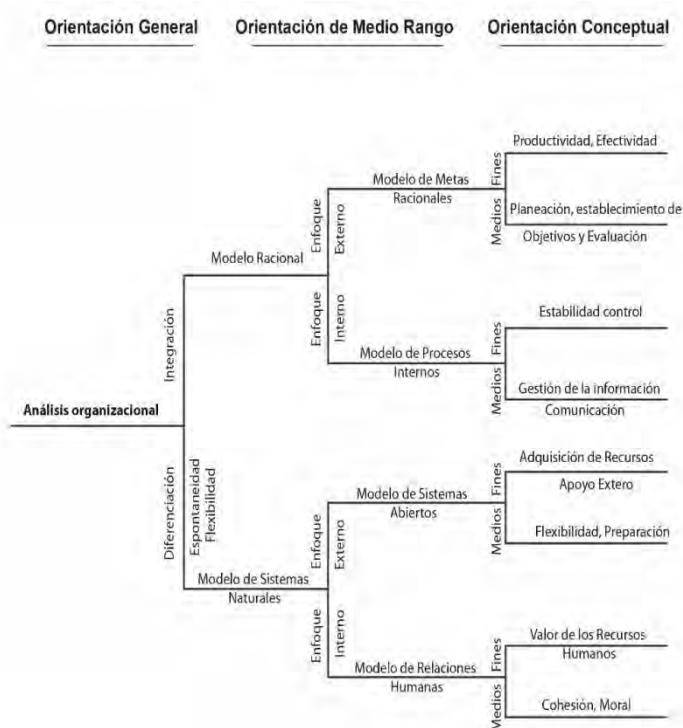 Orientación General
Orientación de Medio Rango
Orientación Conceptual
Análisis organizacional
Integración
Diferenciación
Espontaneidad
Flexibilidad
Modelo Racional
Modelo de Sistemas
Naturales
Enfoque
Externo
Enfoque
Interno
Enfoque
Externo
Enfoque
Interno
Modelo de Metas
Racionales
Modelo de Procesos
Internos
Modelo de Sistemas
Abiertos
Modelo de Relaciones
Humanas
Fines
Medios
Productividad, Efectividad
Planeación, establecimiento de
Objetivos y Evaluación
Fines
Medios
Estabilidad control
Gestión de la información
Comunicación
Fines
Medios
Adquisición de Recursos
Apoyo Extero
Flexibilidad, Preparación
Fines
Medios
Valor de los Recursos
Humanos
Cohesión, Moral